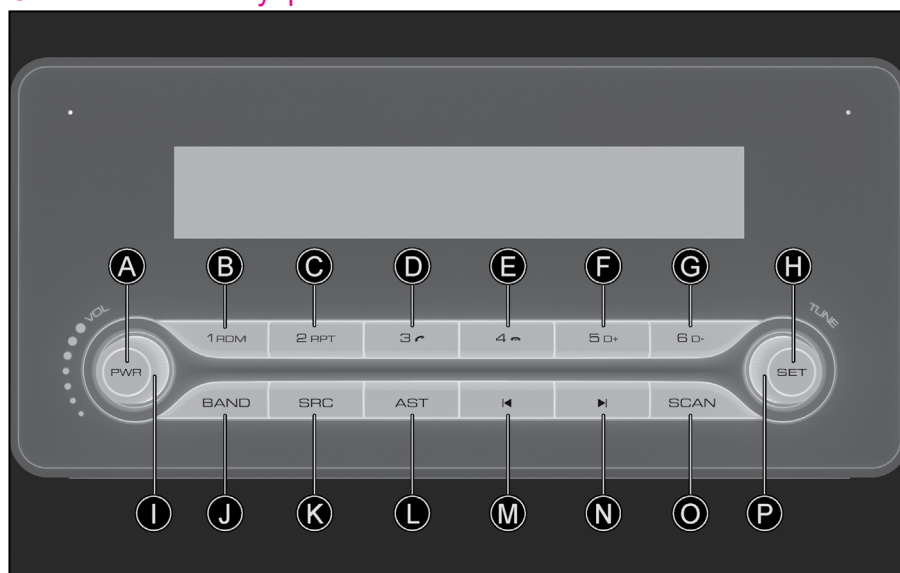 A B C D E F G H
VOL TUNE
1 RDM 2 RPT 3 4 5 D+ 6 D-
PWR SET
BAND SRC AST SCAN
I J K L M N O P